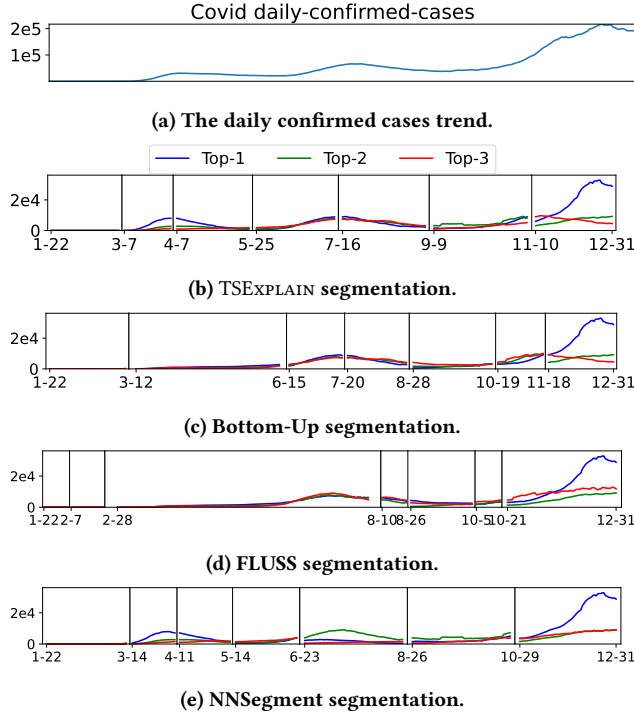 Covid daily-confirmed-cases
2e5
1e5
(a) The daily confirmed cases trend.
Top-1 Top-2 Top-3
2e4
0
1-22 3-7 4-7 5-25 7-16 9-9 11-10 12-31
(b) TSExplain segmentation.
2e4
0
1-22 3-12 6-15 7-20 8-28 10-19 11-18 12-31
(c) Bottom-Up segmentation.
2e4
0
1-22 2-7 2-28 8-10 8-26 10-5 10-21 12-31
(d) FLUSS segmentation.
2e4
0
1-22 3-14 4-11 5-14 6-23 8-26 10-29 12-31
(e) NNSegment segmentation.